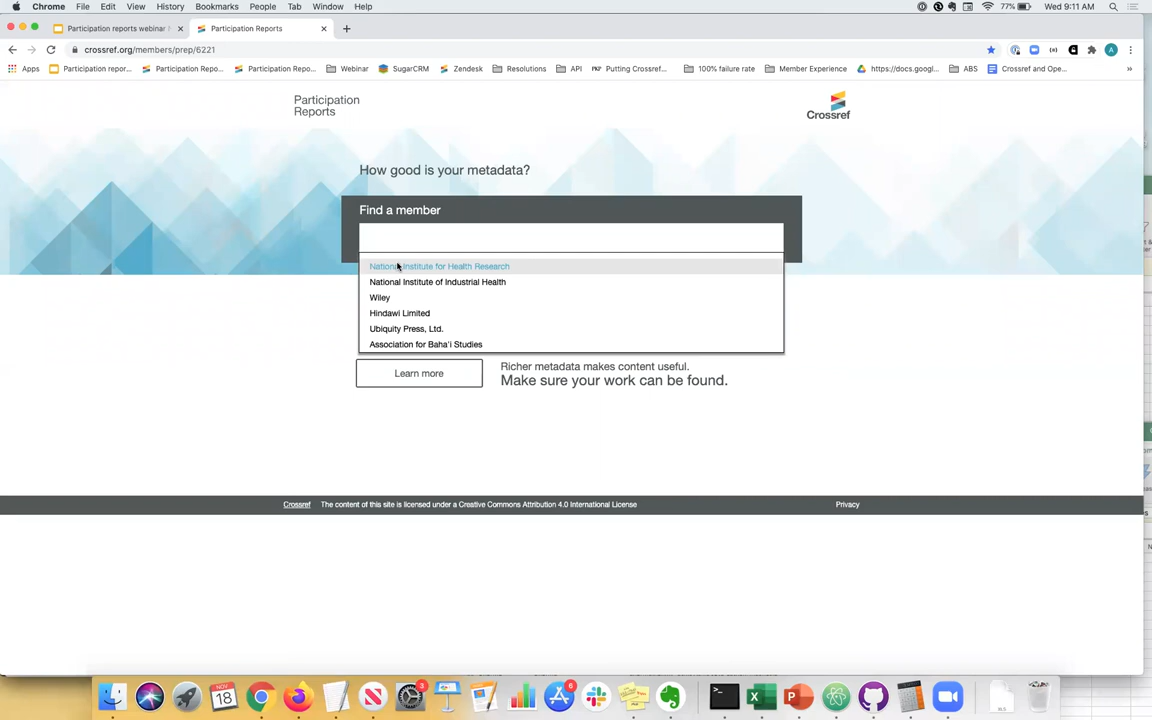 Chrome File Edit View History Bookmarks People Tab Window Help 77% Wed 9:11 AM
Participation reports webinar Participation Reports
crossref.org/members/prep/6221
Apps Participation repor... Participation Repo... Participation Repo... Webinar SugarCRM Zendesk Resolutions API PKP Putting Crossref... 100% failure rate Member Experience https://docs.googl... ABS Crossref and Ope...
Participation
Reports
Crossref
How good is your metadata?
Find a member
National Institute for Health Research
National Institute of Industrial Health
Wiley
Hindawi Limited
Ubiquity Press, Ltd.
Association for Baha'i Studies
Learn more
Richer metadata makes content useful.
Make sure your work can be found.
Crossref The content of this site is licensed under a Creative Commons Attribution 4.0 International License Privacy
NOV
18
3
6